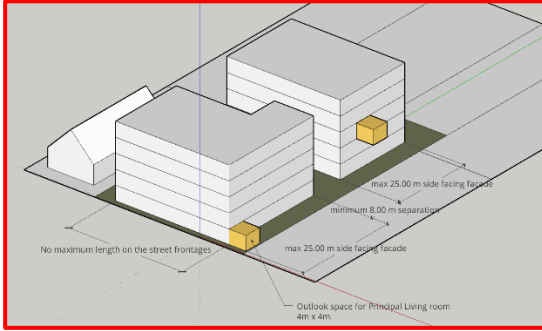 max 25.00 m side facing facade
minimum 8.00 m separation
No maximum length on the street frontages
max 25.00 m side facing facade
Outlook space for Principal Living room
4m x 4m